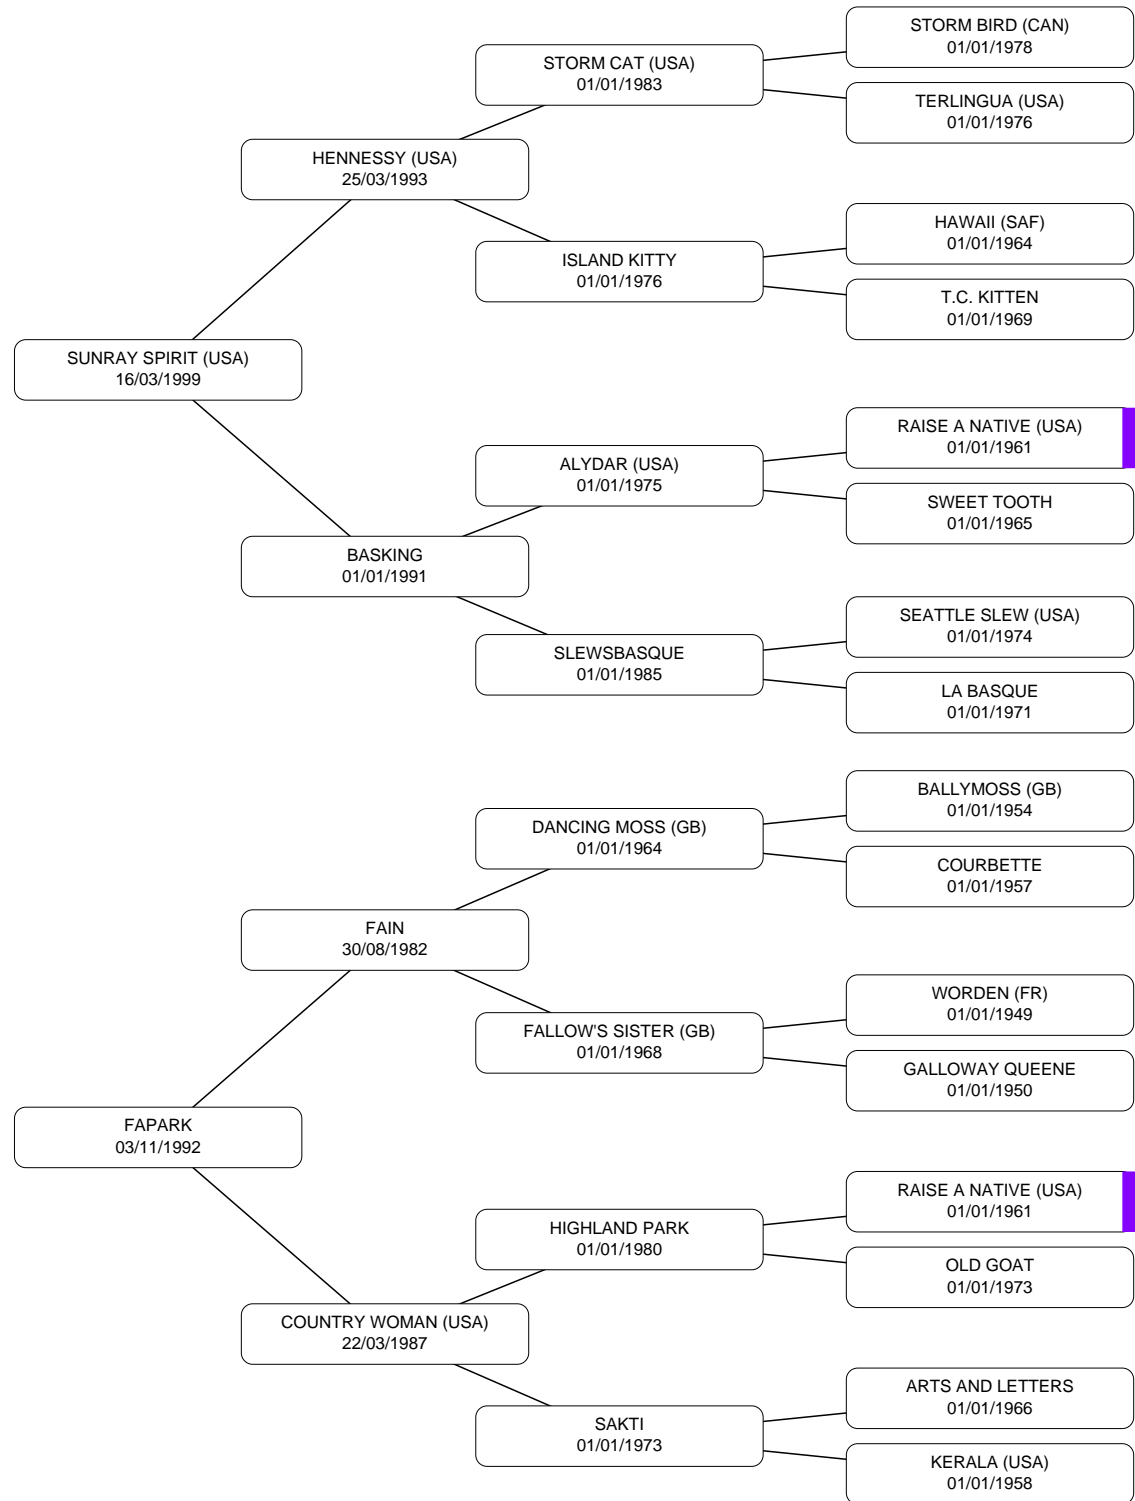 STORM BIRD (CAN)
01/01/1978
STORM CAT (USA)
01/01/1983
TERLINGUA (USA)
01/01/1976
HENNESSY (USA)
25/03/1993
HAWAII (SAF)
01/01/1964
ISLAND KITTY
01/01/1976
T.C. KITTEN
01/01/1969
SUNRAY SPIRIT (USA)
16/03/1999
RAISE A NATIVE (USA)
01/01/1961
ALYDAR (USA)
01/01/1975
SWEET TOOTH
01/01/1965
BASKING
01/01/1991
SEATTLE SLEW (USA)
01/01/1974
SLEWSBASQUE
01/01/1985
LA BASQUE
01/01/1971
BALLYMOSS (GB)
01/01/1954
DANCING MOSS (GB)
01/01/1964
COURBETTE
01/01/1957
FAIN
30/08/1982
WORDEN (FR)
01/01/1949
FALLOW'S SISTER (GB)
01/01/1968
GALLOWAY QUEENE
01/01/1950
FAPARK
03/11/1992
RAISE A NATIVE (USA)
01/01/1961
HIGHLAND PARK
01/01/1980
OLD GOAT
01/01/1973
COUNTRY WOMAN (USA)
22/03/1987
ARTS AND LETTERS
01/01/1966
SAKTI
01/01/1973
KERALA (USA)
01/01/1958